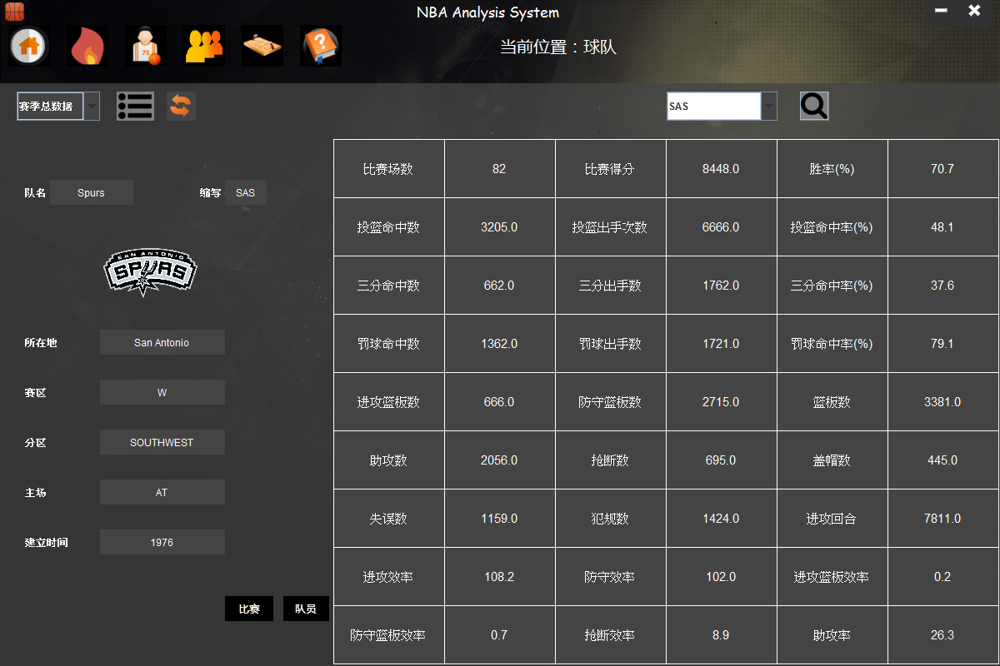 NBA Analysis System
当前位置：球队
75
?
赛季总数据
SAS
队名 Spurs 缩写 SAS
SAN ANTONIO
SPURS
所在地 San Antonio
赛区 W
分区 SOUTHWEST
主场 AT
建立时间 1976
比赛 队员
比赛场数 82 比赛得分 8448.0 胜率(%) 70.7
投篮命中数 3205.0 投篮出手次数 6666.0 投篮命中率(%) 48.1
三分命中数 662.0 三分出手数 1762.0 三分命中率(%) 37.6
罚球命中数 1362.0 罚球出手数 1721.0 罚球命中率(%) 79.1
进攻篮板数 666.0 防守篮板数 2715.0 篮板数 3381.0
助攻数 2056.0 抢断数 695.0 盖帽数 445.0
失误数 1159.0 犯规数 1424.0 进攻回合 7811.0
进攻效率 108.2 防守效率 102.0 进攻篮板效率 0.2
防守篮板效率 0.7 抢断效率 8.9 助攻率 26.3